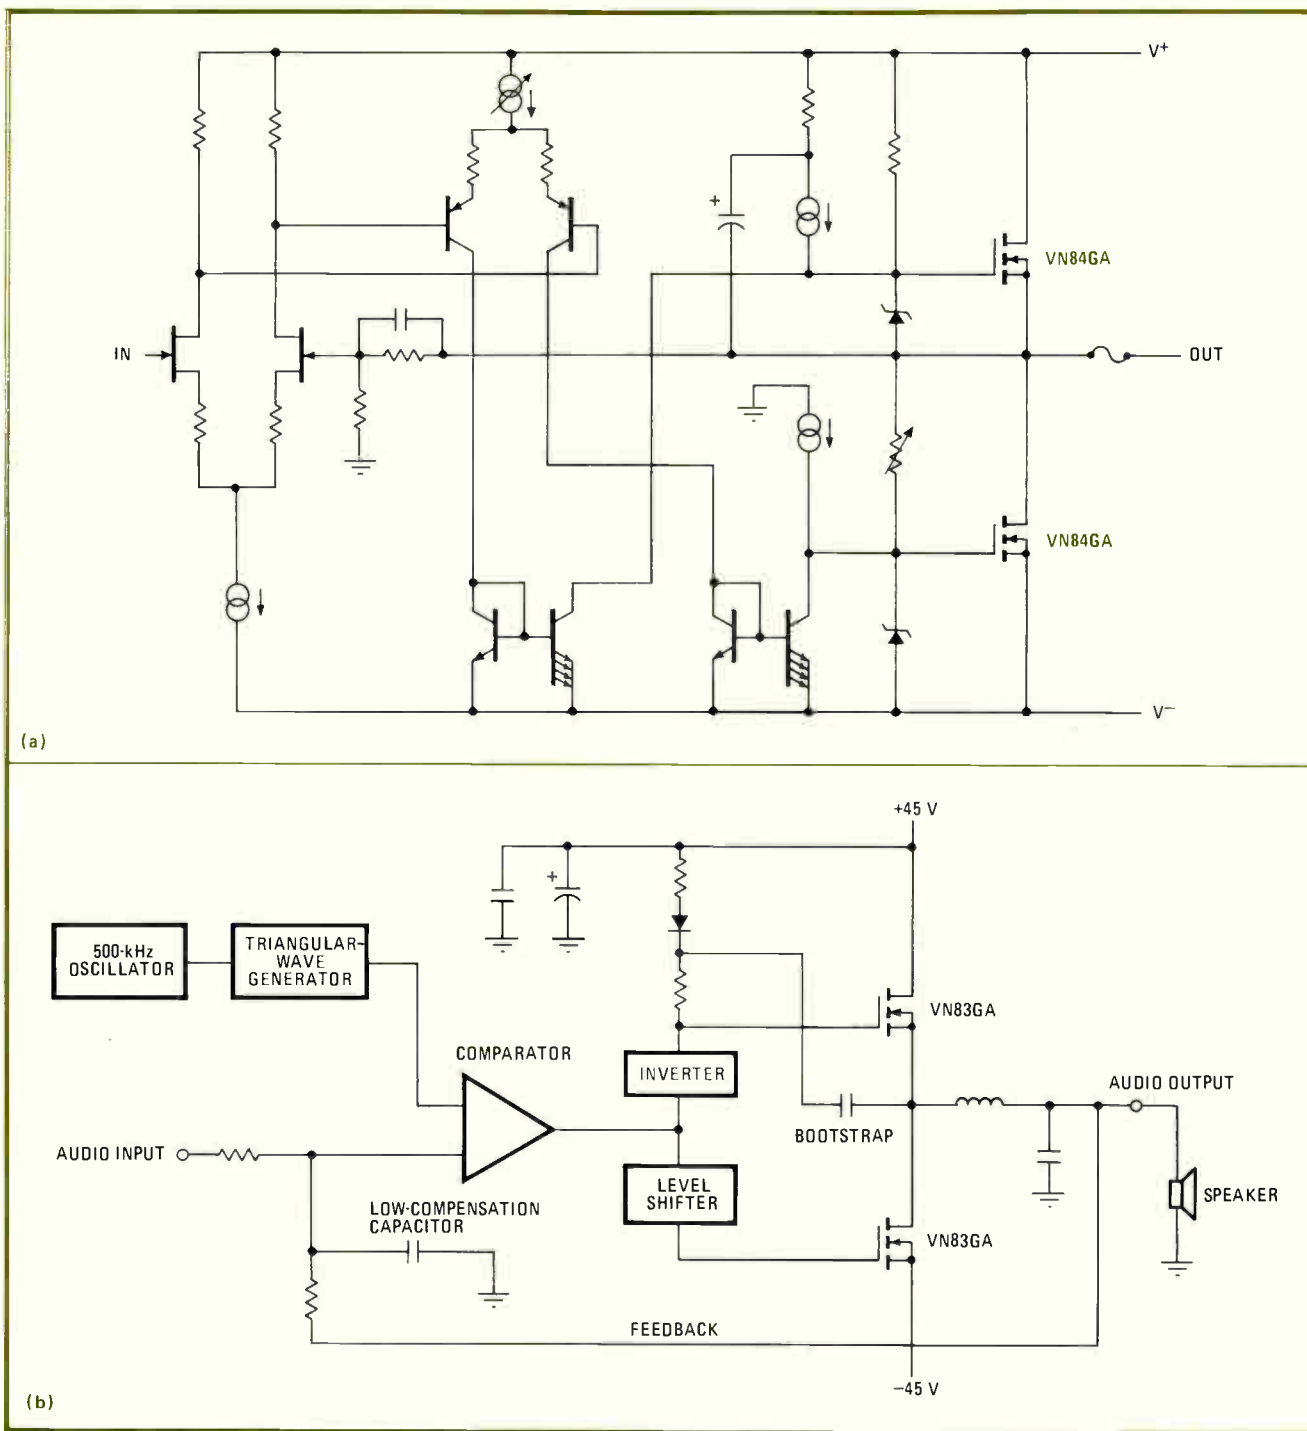 V+
VN84GA
IN
OUT
VN84GA
V−
(a)
+45 V
+
+
500-kHz
OSCILLATOR
TRIANGULAR-
WAVE
GENERATOR
VN83GA
COMPARATOR
INVERTER
AUDIO OUTPUT
BOOTSTRAP
AUDIO INPUT
LEVEL
SHIFTER
SPEAKER
LOW-COMPENSATION
CAPACITOR
VN83GA
FEEDBACK
−45 V
(b)